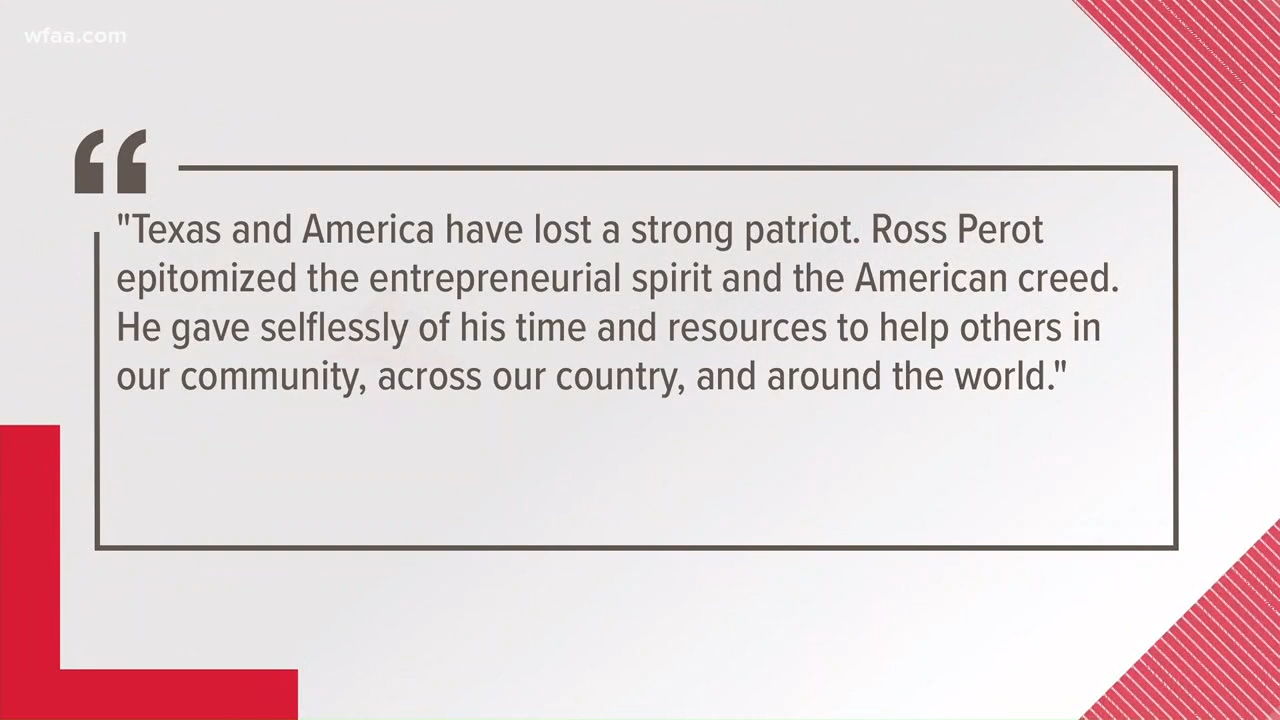 wfaa.com
“
"Texas and America have lost a strong patriot. Ross Perot
epitomized the entrepreneurial spirit and the American creed.
He gave selflessly of his time and resources to help others in
our community, across our country, and around the world."